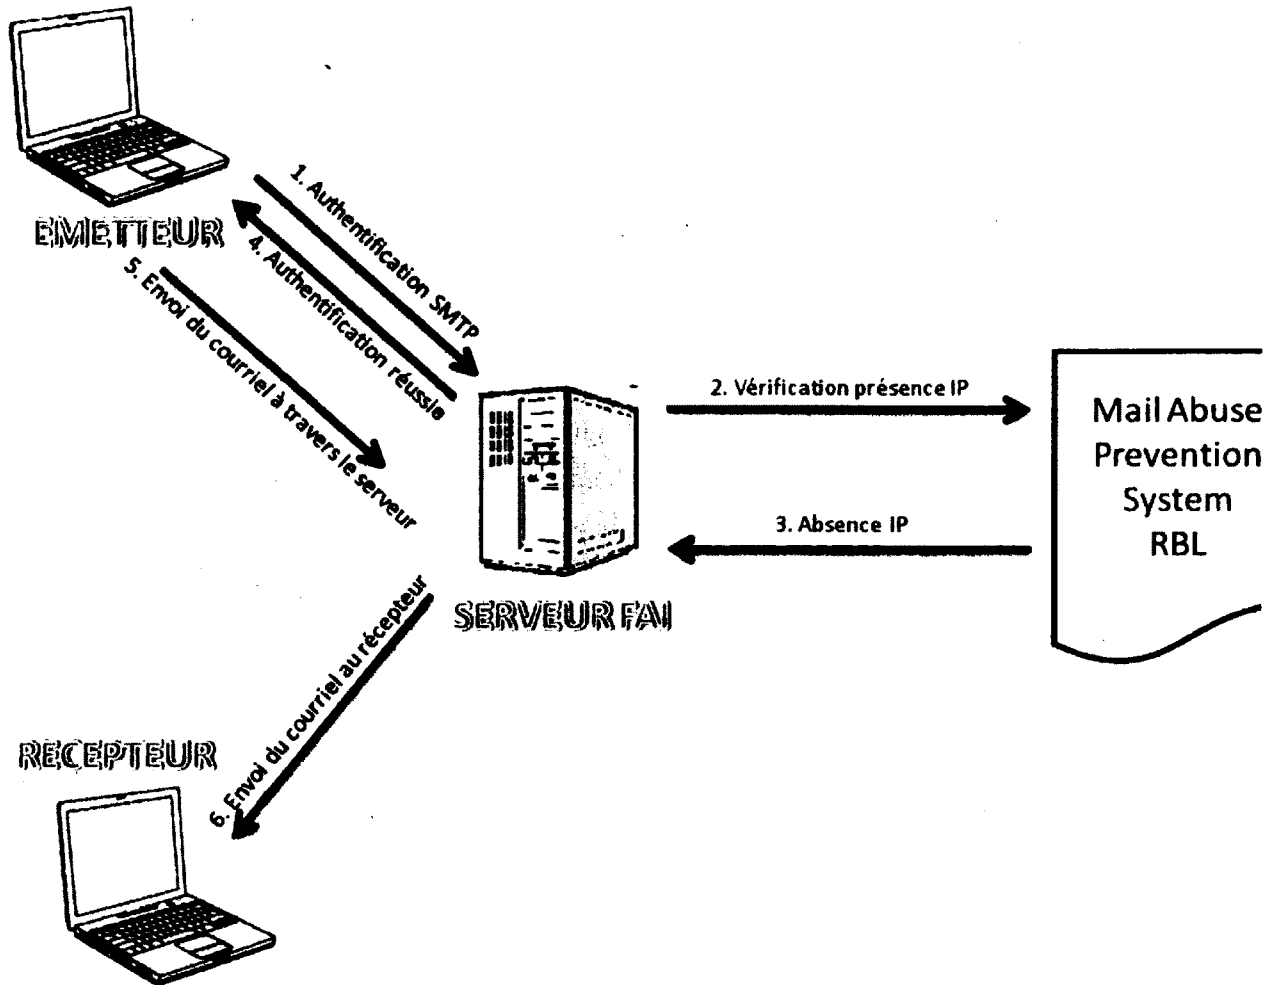 EMETTEUR
1. Authentification SMTP
4. Authentification réussie
5. Envoi du courriel à travers le serveur
2. Vérification présence IP
3. Absence IP
Mail Abuse
Prevention
System
RBL
SERVEUR FAI
6. Envoi du courriel au récepteur
RECEPTEUR